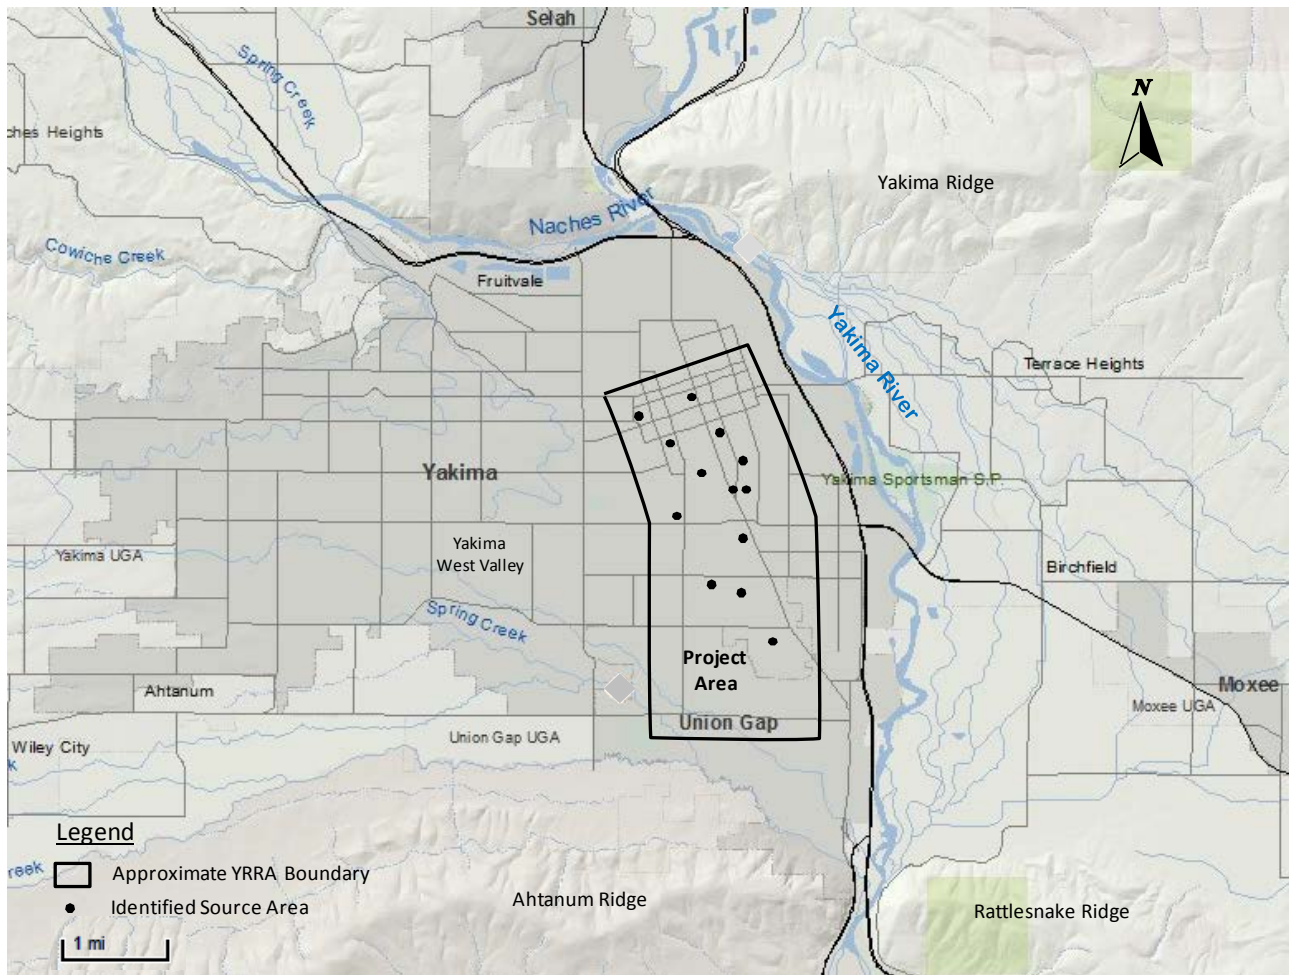 Selah
Spring Creek
N
ches Heights
Yakima Ridge
Naches River
Cowiche Creek
Fruitvale
Yakima River
Terrace Heights
Yakima
Yakima Sportsman S.P.
Yakima UGA
Yakima
West Valley
Birchfield
Spring Creek
Project
Area
Ahtanum
Moxee
Moxee UGA
Union Gap
Union Gap UGA
Wiley City
k
Legend
reek
Approximate YRRA Boundary
Identified Source Area
1 mi
Ahtanum Ridge
Rattlesnake Ridge